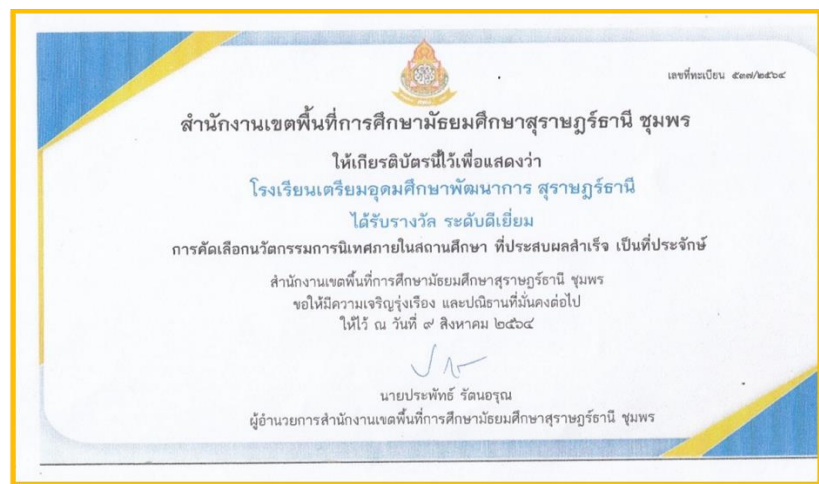 เลขที่ทะเบียน ๕๓๗/๒๕๖๔
สำนักงานเขตพื้นที่การศึกษามัธยมศึกษาสุราษฎร์ธานี ชุมพร
ให้เกียรติบัตรนี้ไว้เพื่อแสดงว่า
โรงเรียนเตรียมอุดมศึกษาพัฒนาการ สุราษฎร์ธานี
ได้รับรางวัล ระดับดีเยี่ยม
การคัดเลือกนวัตกรรมการนิเทศภายในสถานศึกษา ที่ประสบผลสำเร็จ เป็นที่ประจักษ์
สำนักงานเขตพื้นที่การศึกษามัธยมศึกษาสุราษฎร์ธานี ชุมพร
ขอให้มีความเจริญรุ่งเรือง และปณิธานที่มั่นคงต่อไป
ให้ไว้ ณ วันที่ ๙ สิงหาคม ๒๕๖๔
นายประพัทธ์ รัตนอรุณ
ผู้อำนวยการสำนักงานเขตพื้นที่การศึกษามัธยมศึกษาสุราษฎร์ธานี ชุมพร